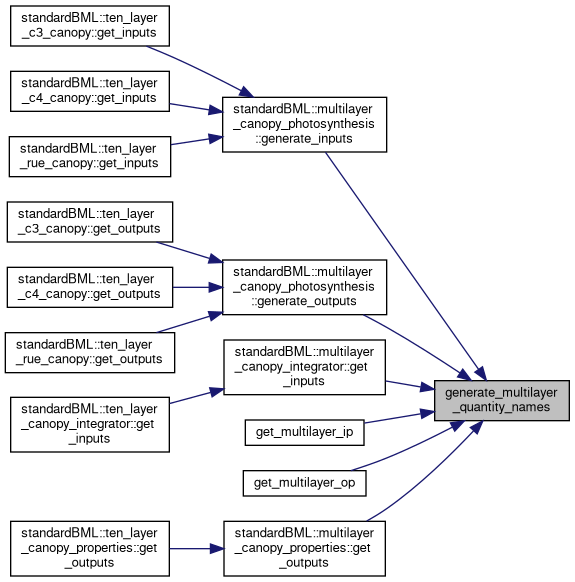 standardBML::ten_layer
_c3_canopy::get_inputs
standardBML::ten_layer
_c4_canopy::get_inputs
standardBML::ten_layer
_rue_canopy::get_inputs
standardBML::multilayer
_canopy_photosynthesis
::generate_inputs
standardBML::ten_layer
_c3_canopy::get_outputs
standardBML::ten_layer
_c4_canopy::get_outputs
standardBML::ten_layer
_rue_canopy::get_outputs
standardBML::multilayer
_canopy_photosynthesis
::generate_outputs
standardBML::multilayer
_canopy_integrator::get
_inputs
standardBML::ten_layer
_canopy_integrator::get
_inputs
generate_multilayer
_quantity_names
get_multilayer_ip
get_multilayer_op
standardBML::ten_layer
_canopy_properties::get
_outputs
standardBML::multilayer
_canopy_properties::get
_outputs